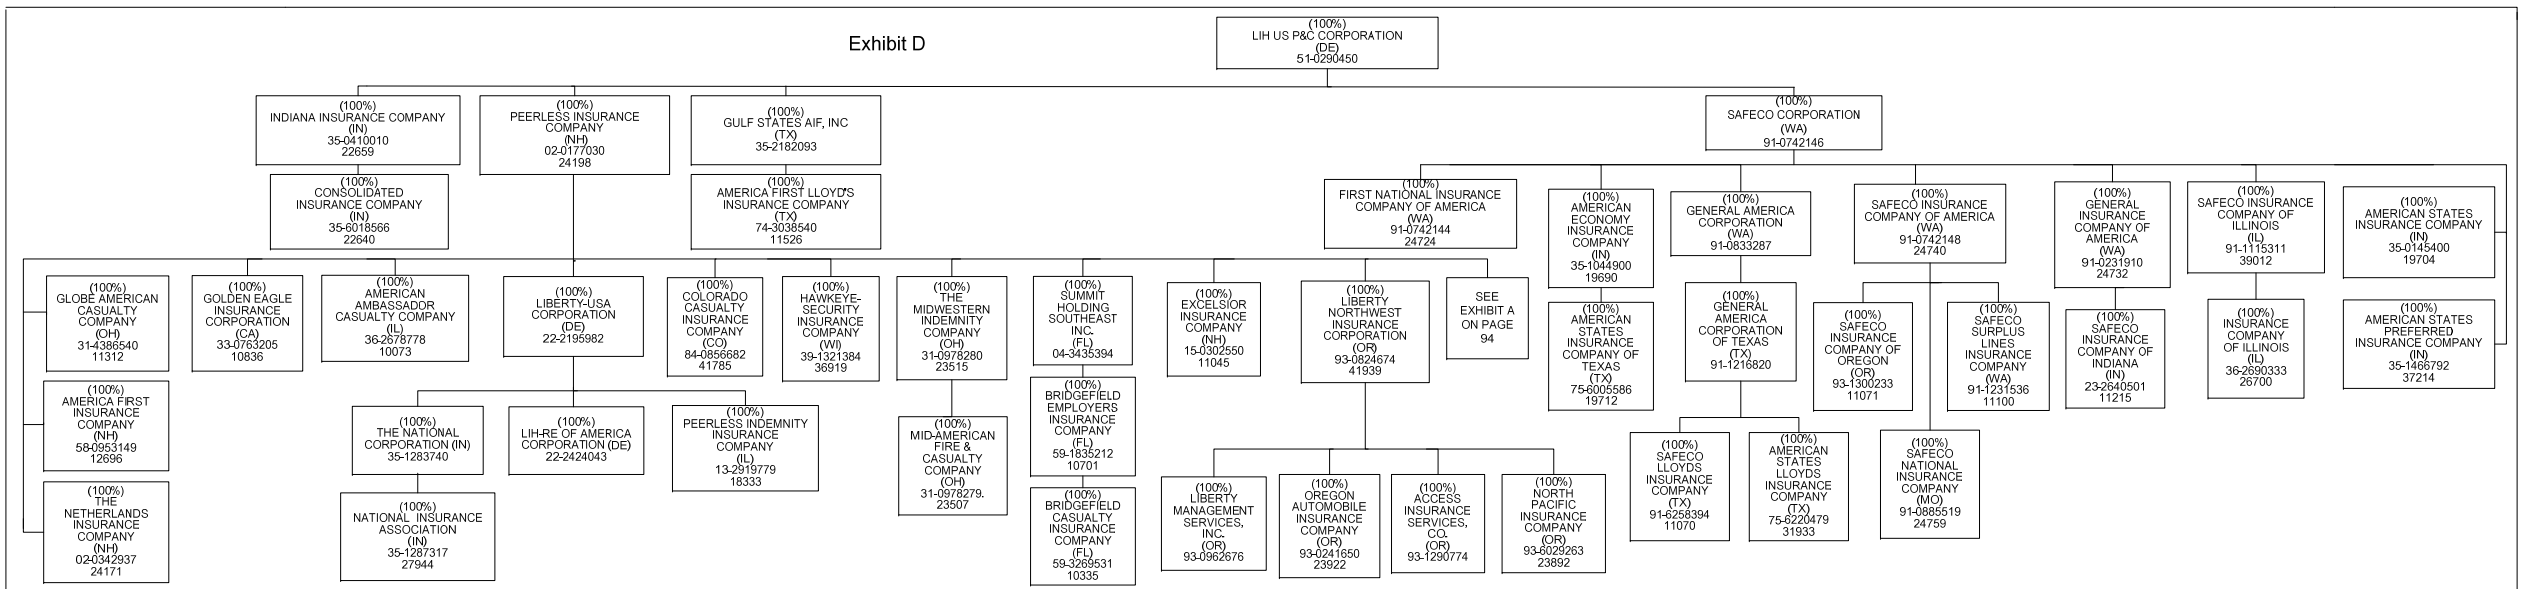 Exhibit D
(100%)
LIH US P&C CORPORATION
(DE)
51-0290450
(100%)
INDIANA INSURANCE COMPANY
(IN)
35-0410010
22659
(100%)
PEERLESS INSURANCE
COMPANY
(NH)
02-0177030
24198
(100%)
GULF STATES AIF, INC
(TX)
35-2182093
(100%)
SAFECO CORPORATION
(WA)
91-0742146
(100%)
CONSOLIDATED
INSURANCE COMPANY
(IN)
35-6018566
22640
(100%)
AMERICA FIRST LLOYD'S
INSURANCE COMPANY
(TX)
74-3038540
11526
(100%)
FIRST NATIONAL INSURANCE
COMPANY OF AMERICA
(WA)
91-0742144
24724
(100%)
AMERICAN
ECONOMY
INSURANCE
COMPANY
(IN)
35-1044900
19690
(100%)
GENERAL AMERICA
CORPORATION
(WA)
91-0833287
(100%)
SAFECO INSURANCE
COMPANY OF AMERICA
(WA)
91-0742148
24740
(100%)
GENERAL
INSURANCE
COMPANY OF
AMERICA
(WA)
91-0231910
24732
(100%)
SAFECO INSURANCE
COMPANY OF
ILLINOIS
(IL)
91-1115311
39012
(100%)
AMERICAN STATES
INSURANCE COMPANY
(IN)
35-0145400
19704
(100%)
GLOBE AMERICAN
CASUALTY
COMPANY
(OH)
31-4386540
11312
(100%)
GOLDEN EAGLE
INSURANCE
CORPORATION
(CA)
33-0763205
10836
(100%)
AMERICAN
AMBASSADOR
CASUALTY COMPANY
(IL)
36-2678778
10073
(100%)
LIBERTY-USA
CORPORATION
(DE)
22-2195982
(100%)
COLORADO
CASUALTY
INSURANCE
COMPANY
(CO)
84-0856682
41785
(100%)
HAWKEYE-
SECURITY
INSURANCE
COMPANY
(WI)
39-1321384
36919
(100%)
THE
MIDWESTERN
INDEMNITY
COMPANY
(OH)
31-0978280
23515
(100%)
SUMMIT
HOLDING
SOUTHEAST
INC.
(FL)
04-3435394
(100%)
EXCELSIOR
INSURANCE
COMPANY
(NH)
15-0302550
11045
(100%)
LIBERTY
NORTHWEST
INSURANCE
CORPORATION
(OR)
93-0824674
41939
SEE
EXHIBIT A
ON PAGE
94
(100%)
AMERICAN
STATES
INSURANCE
COMPANY OF
TEXAS
(TX)
75-6005586
19712
(100%)
GENERAL
AMERICA
CORPORATION
OF TEXAS
(TX)
91-1216820
(100%)
SAFECO
INSURANCE
COMPANY OF
OREGON
(OR)
93-1300233
11071
(100%)
SAFECO
SURPLUS
LINES
INSURANCE
COMPANY
(WA)
91-1231536
11100
(100%)
SAFECO
INSURANCE
COMPANY OF
INDIANA
(IN)
23-2640501
11215
(100%)
INSURANCE
COMPANY
OF ILLINOIS
(IL)
36-2690333
26700
(100%)
AMERICAN STATES
PREFERRED
INSURANCE COMPANY
(IN)
35-1466792
37214
(100%)
AMERICA FIRST
INSURANCE
COMPANY
(NH)
58-0953149
12696
(100%)
THE NATIONAL
CORPORATION (IN)
35-1283740
(100%)
LIH-RE OF AMERICA
CORPORATION (DE)
22-2424043
(100%)
PEERLESS INDEMNITY
INSURANCE
COMPANY
(IL)
13-2919779
18333
(100%)
MID-AMERICAN
FIRE &
CASUALTY
COMPANY
(OH)
31-0978279.
23507
(100%)
BRIDGEFIELD
EMPLOYERS
INSURANCE
COMPANY
(FL)
59-1835212
10701
(100%)
SAFECO
LLOYDS
INSURANCE
COMPANY
(TX)
91-6258394
11070
(100%)
AMERICAN
STATES
LLOYDS
INSURANCE
COMPANY
(TX)
75-6220479
31933
(100%)
SAFECO
NATIONAL
INSURANCE
COMPANY
(MO)
91-0885519
24759
(100%)
THE
NETHERLANDS
INSURANCE
COMPANY
(NH)
02-0342937
24171
(100%)
NATIONAL INSURANCE
ASSOCIATION
(IN)
35-1287317
27944
(100%)
BRIDGEFIELD
CASUALTY
INSURANCE
COMPANY
(FL)
59-3269531
10335
(100%)
LIBERTY
MANAGEMENT
SERVICES,
INC.
(OR)
93-0962676
(100%)
OREGON
AUTOMOBILE
INSURANCE
COMPANY
(OR)
93-0241650
23922
(100%)
ACCESS
INSURANCE
SERVICES,
CO.
(OR)
93-1290774
(100%)
NORTH
PACIFIC
INSURANCE
COMPANY
(OR)
93-6029263
23892